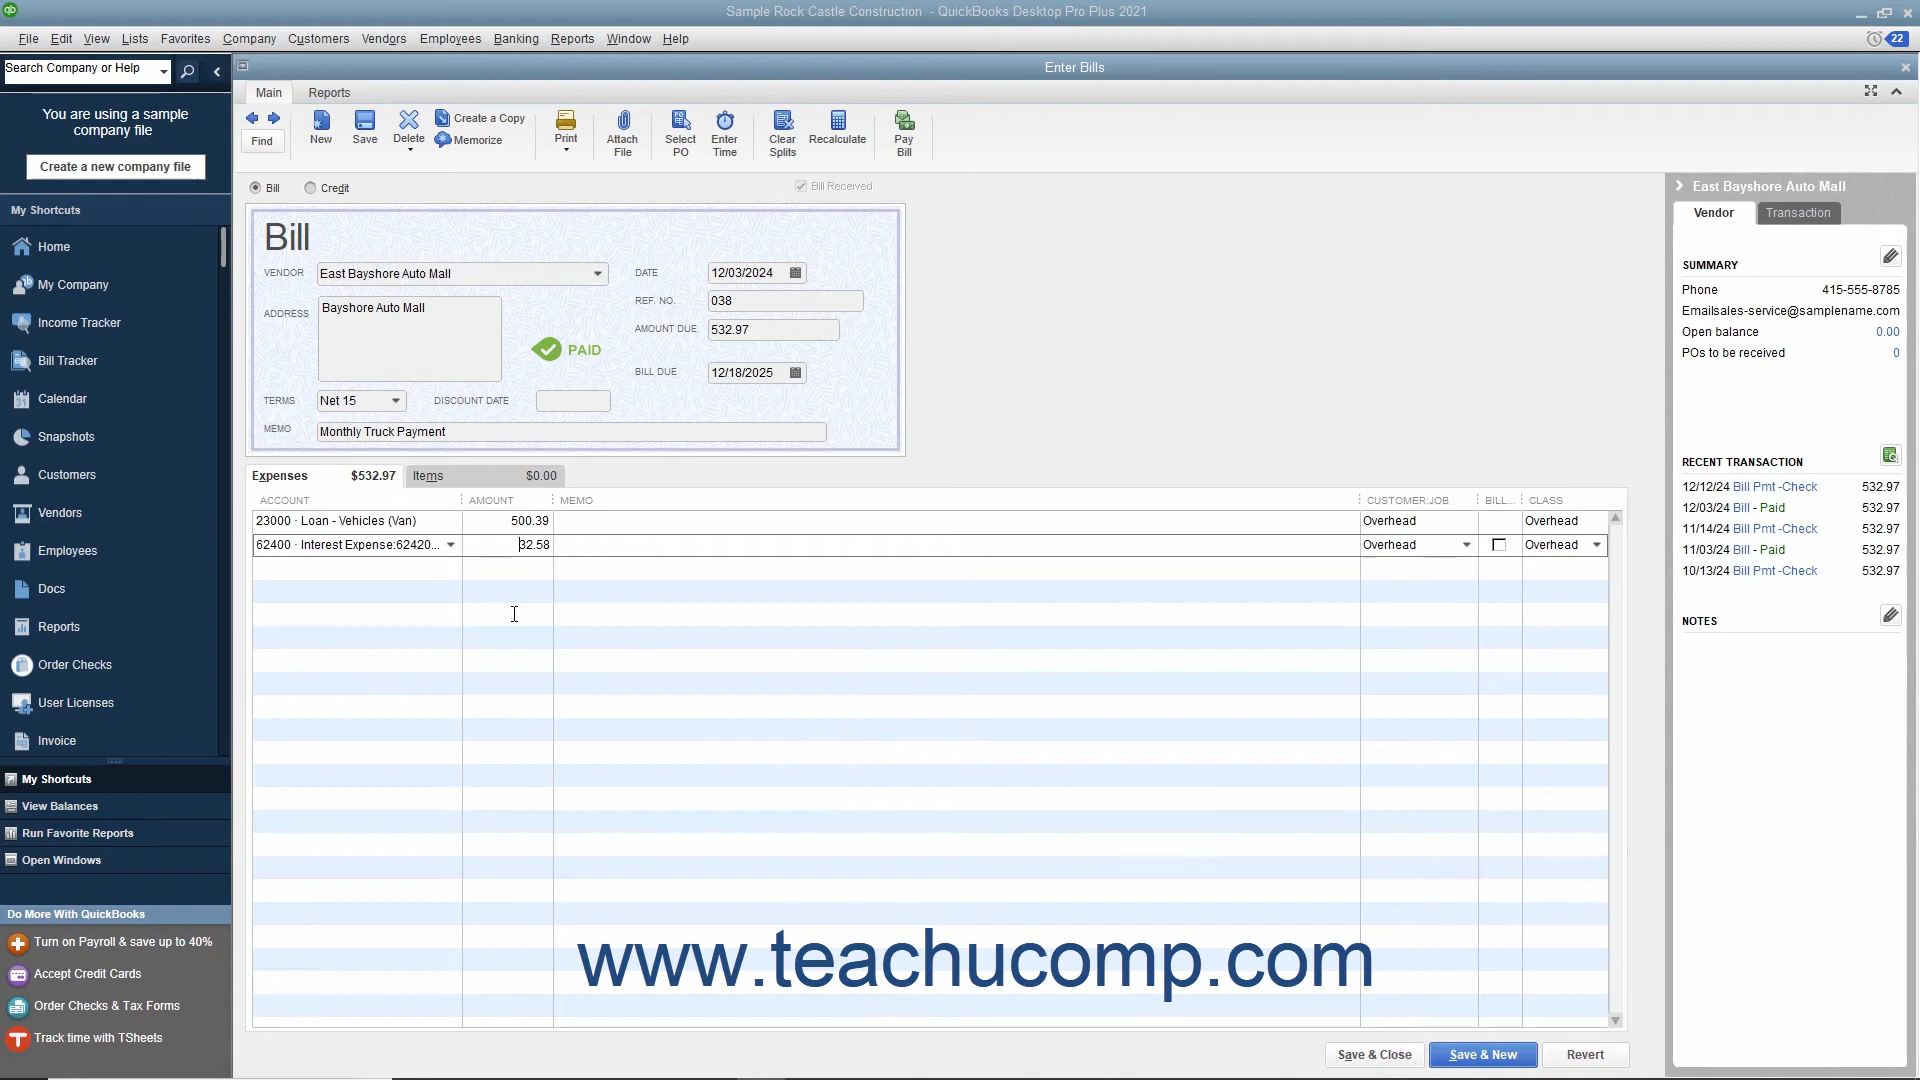 Sample Rock Castle Construction - QuickBooks Desktop Pro Plus 2021
File Edit View Lists Favorites Company Customers Vendors Employees Banking Reports Window Help
22
Search Company or Help
Enter Bills
You are using a sample
company file
Create a new company file
Main Reports
Find
New
Save
Delete
Create a Copy
Memorize
Print
Attach
File
Select
PO
Enter
Time
Clear
Splits
Recalculate
Pay
Bill
My Shortcuts
Home
My Company
Income Tracker
Bill Tracker
Calendar
Snapshots
Customers
Vendors
Employees
Docs
Reports
Order Checks
User Licenses
Invoice
My Shortcuts
View Balances
Run Favorite Reports
Open Windows
Do More With QuickBooks
Turn on Payroll & save up to 40%
Accept Credit Cards
Order Checks & Tax Forms
Track time with TSheets
Bill Credit Bill Received
Bill
VENDOR East Bayshore Auto Mall DATE 12/03/2024
ADDRESS Bayshore Auto Mall REF. NO. 038
AMOUNT DUE 532.97
PAID
BILL DUE 12/18/2025
TERMS Net 15 DISCOUNT DATE
MEMO Monthly Truck Payment
Expenses $532.97 Items $0.00
ACCOUNT AMOUNT MEMO CUSTOMER:JOB BILL... CLASS
23000 · Loan - Vehicles (Van) 500.39 Overhead Overhead
62400 · Interest Expense:62420... 32.58 Overhead Overhead
www.teachucomp.com
Save & Close Save & New Revert
East Bayshore Auto Mall
Vendor Transaction
SUMMARY
Phone 415-555-8785
Emailsales-service@samplename.com
Open balance 0.00
POs to be received 0
RECENT TRANSACTION
12/12/24 Bill Pmt -Check 532.97
12/03/24 Bill - Paid 532.97
11/14/24 Bill Pmt -Check 532.97
11/03/24 Bill - Paid 532.97
10/13/24 Bill Pmt -Check 532.97
NOTES